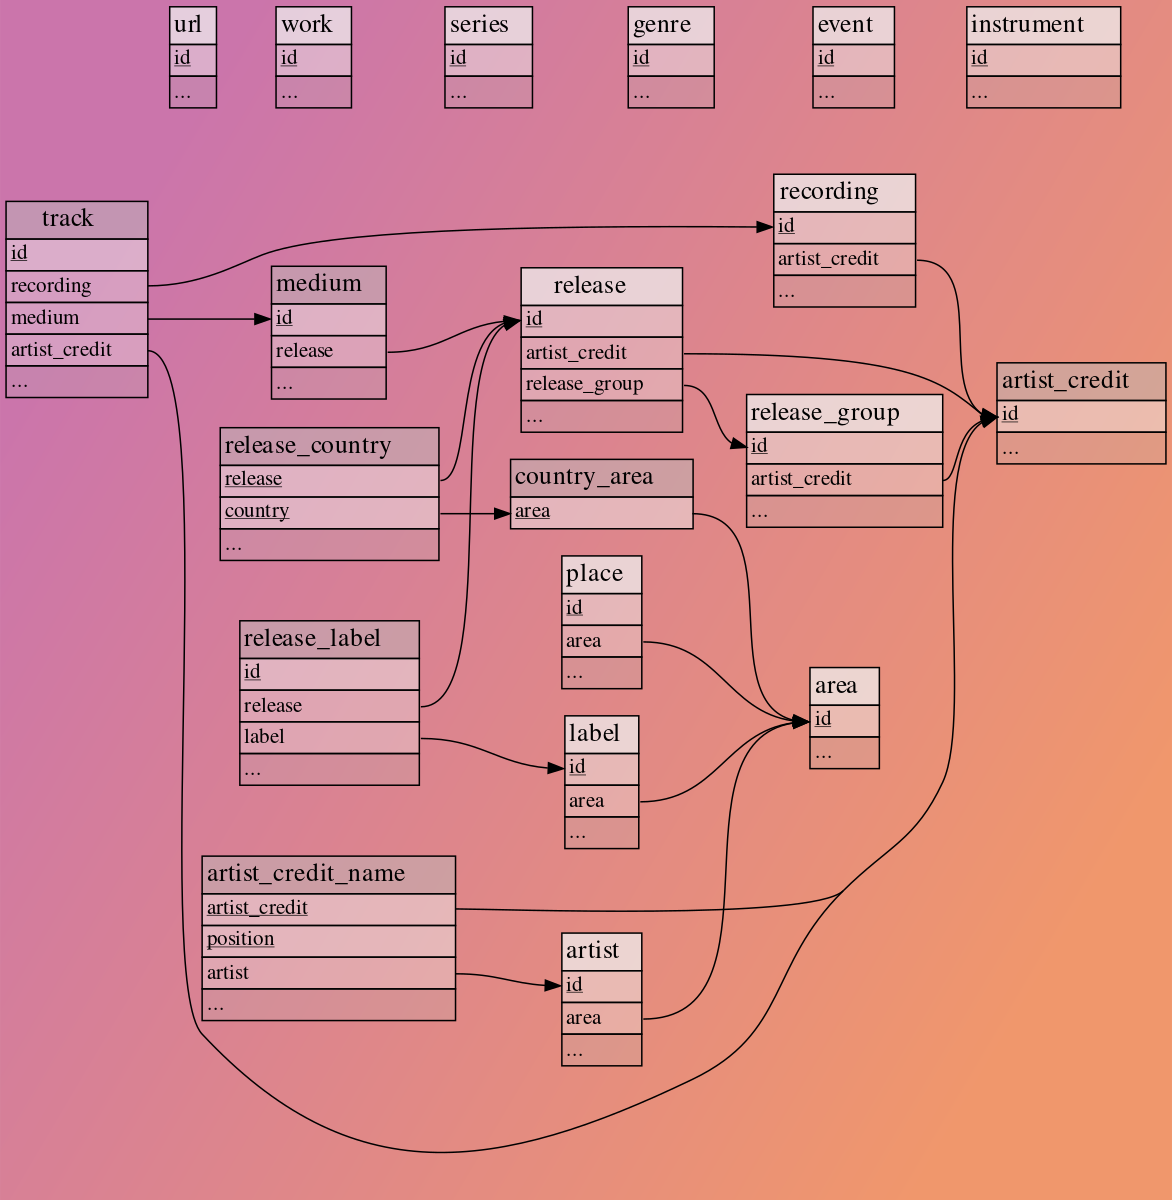 url
id
...
work
id
...
series
id
...
genre
id
...
event
id
...
instrument
id
...
track
id
recording
medium
artist_credit
...
medium
id
release
...
release
id
artist_credit
release_group
...
recording
id
artist_credit
...
artist_credit
id
...
release_group
id
artist_credit
...
release_country
release
country
...
country_area
area
place
id
area
...
release_label
id
release
label
...
label
id
area
...
area
id
...
artist_credit_name
artist_credit
position
artist
...
artist
id
area
...